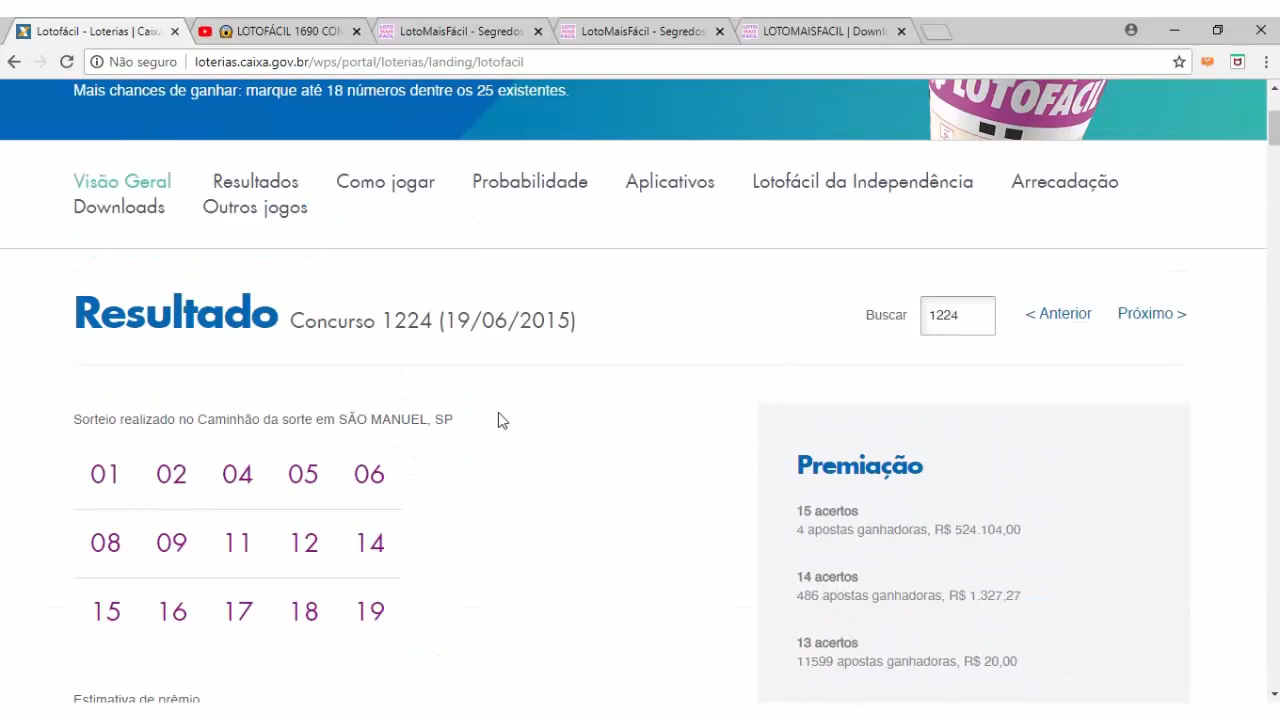 Lotofácil - Loterias | Caixa
LOTOFÁCIL 1690 CON
LotoMaisFácil - Segredos
LotoMaisFácil - Segredos
LOTOMAISFACIL | Downl
Não seguro
loterias.caixa.gov.br/wps/portal/loterias/landing/lotofacil
Mais chances de ganhar: marque até 18 números dentre os 25 existentes.
LOTOFÁCIL
Visão Geral Resultados Como jogar Probabilidade Aplicativos Lotofácil da Independência Arrecadação
Downloads Outros jogos
Resultado Concurso 1224 (19/06/2015)
Buscar 1224 < Anterior Próximo >
Sorteio realizado no Caminhão da sorte em SÃO MANUEL, SP
01 02 04 05 06
08 09 11 12 14
15 16 17 18 19
Estimativa de prêmio
Premiação
15 acertos
4 apostas ganhadoras, R$ 524.104,00
14 acertos
486 apostas ganhadoras, R$ 1.327,27
13 acertos
11599 apostas ganhadoras, R$ 20,00